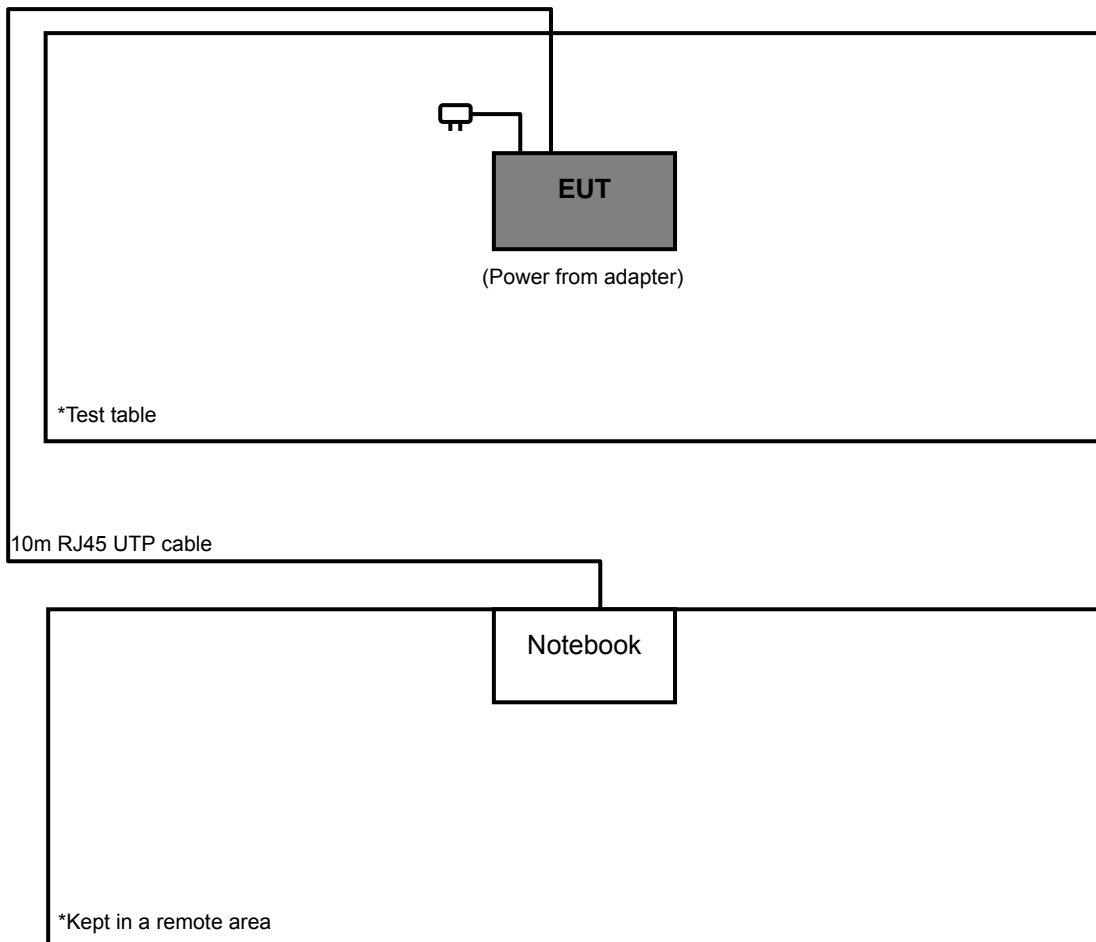 EUT
(Power from adapter)
*Test table
10m RJ45 UTP cable
Notebook
*Kept in a remote area